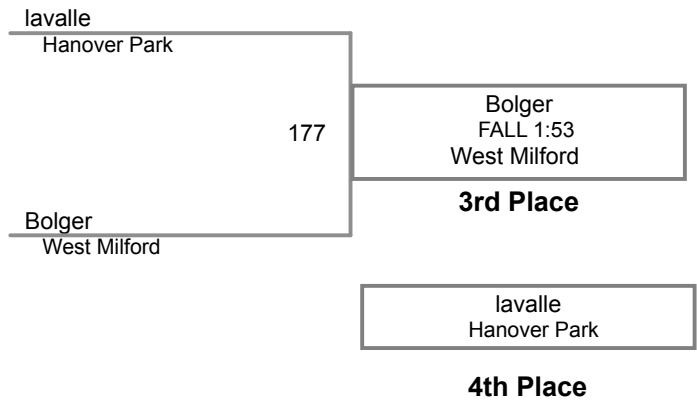 lavalle
Hanover Park
177
Bolger
FALL 1:53
West Milford
3rd Place
Bolger
West Milford
lavalle
Hanover Park
4th Place